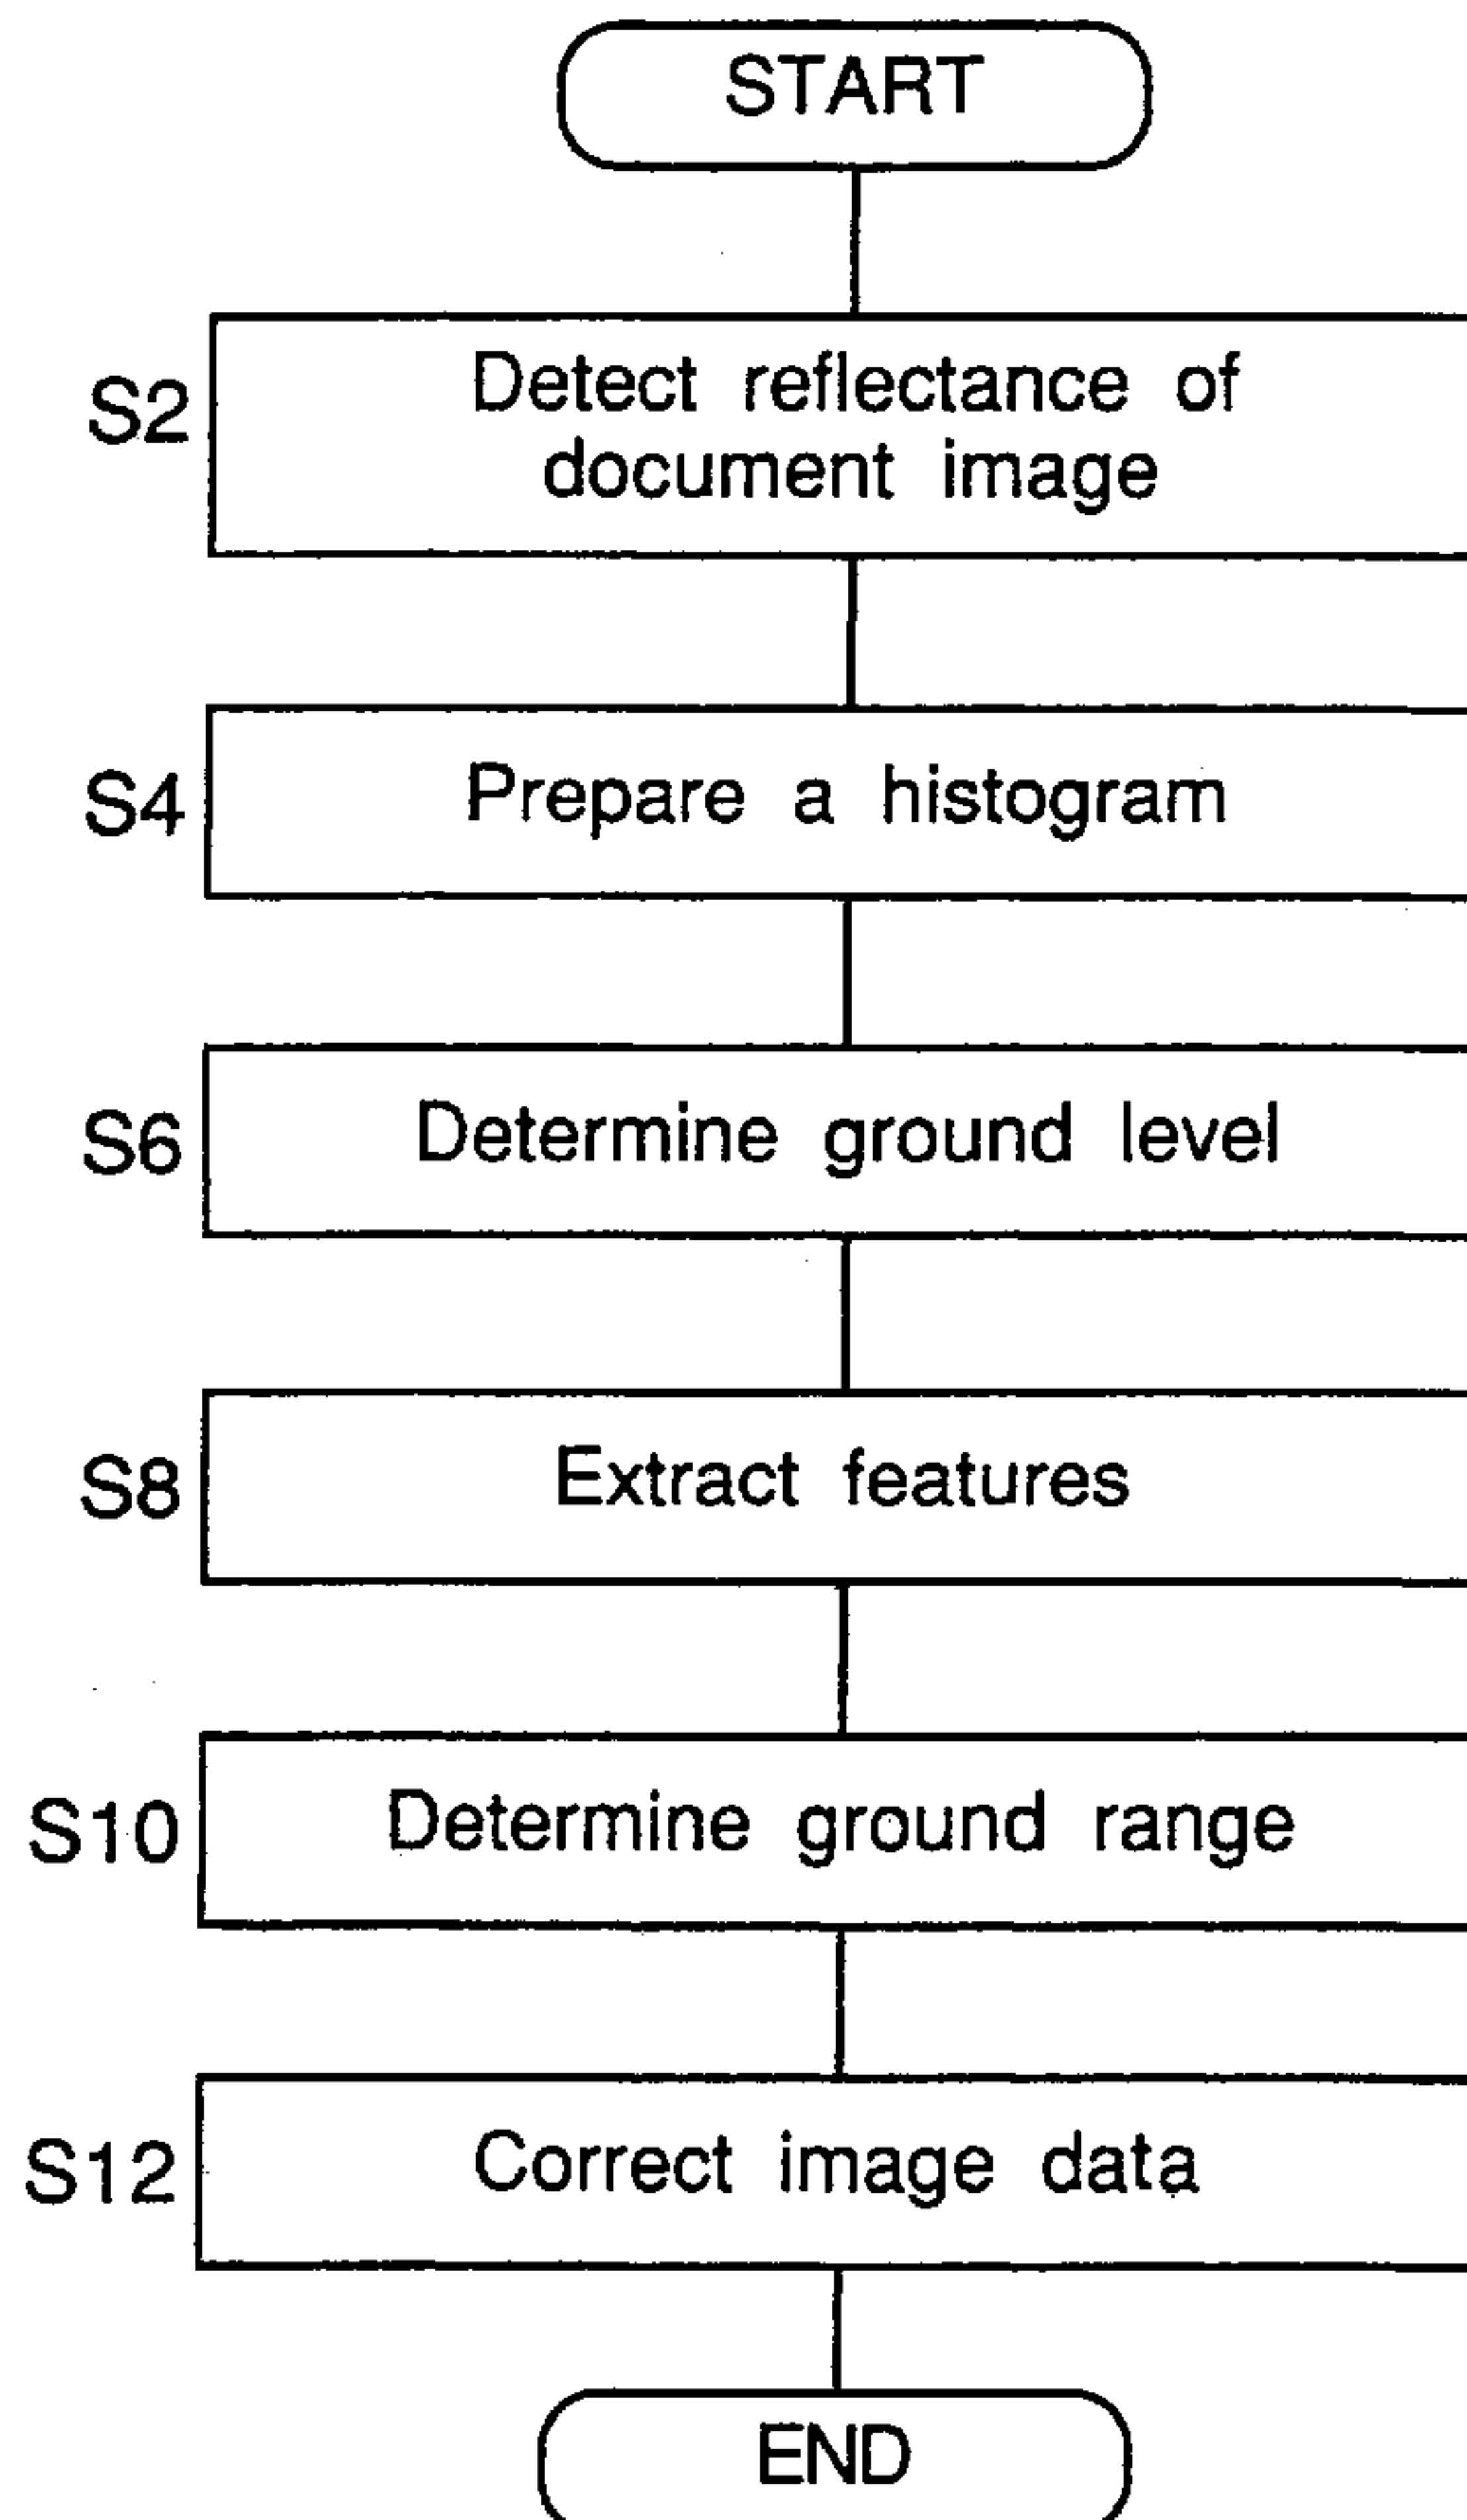 START
S2
Detect reflectance of
document image
S4
Prepare a histogram
S6
Determine ground level
S8
Extract features
S10
Determine ground range
S12
Correct image data
END